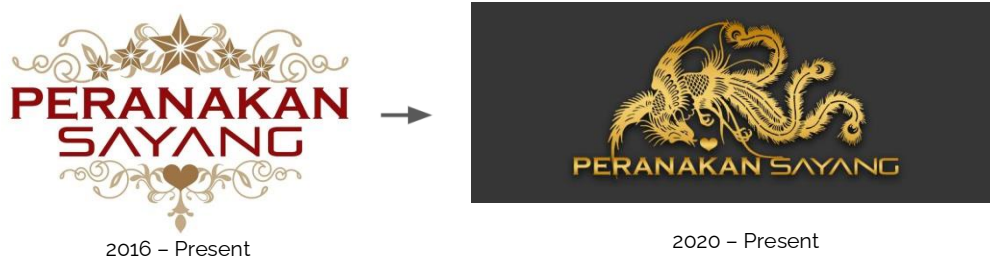 PERANAKAN
SAYANG
2016 – Present
PERANAKAN SAYANG
2020 – Present